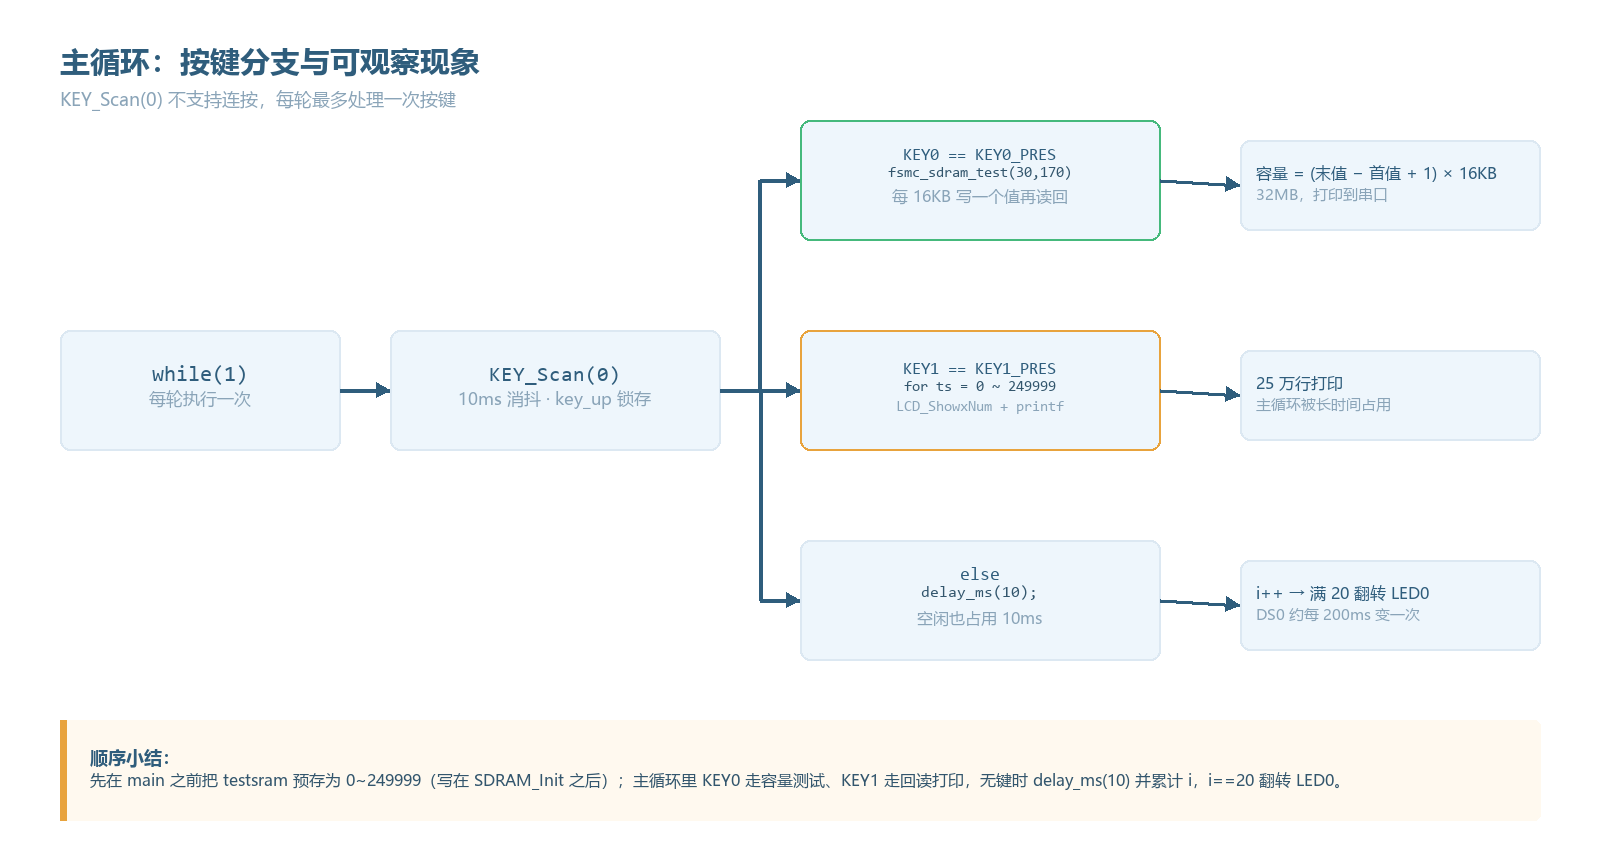 主循环：按键分支与可观察现象
KEY_Scan(0) 不支持连按，每轮最多处理一次按键
KEY0 == KEY0_PRES
fsmc_sdram_test(30,170)
每 16KB 写一个值再读回
容量 = (末值 − 首值 + 1) × 16KB
32MB，打印到串口
while(1)
每轮执行一次
KEY_Scan(0)
10ms 消抖 · key_up 锁存
KEY1 == KEY1_PRES
for ts = 0 ~ 249999
LCD_ShowxNum + printf
25 万行打印
主循环被长时间占用
else
delay_ms(10);
空闲也占用 10ms
i++ → 满 20 翻转 LED0
DS0 约每 200ms 变一次
顺序小结：
先在 main 之前把 testsram 预存为 0~249999（写在 SDRAM_Init 之后）；主循环里 KEY0 走容量测试、KEY1 走回读打印，无键时 delay_ms(10) 并累计 i，i==20 翻转 LED0。